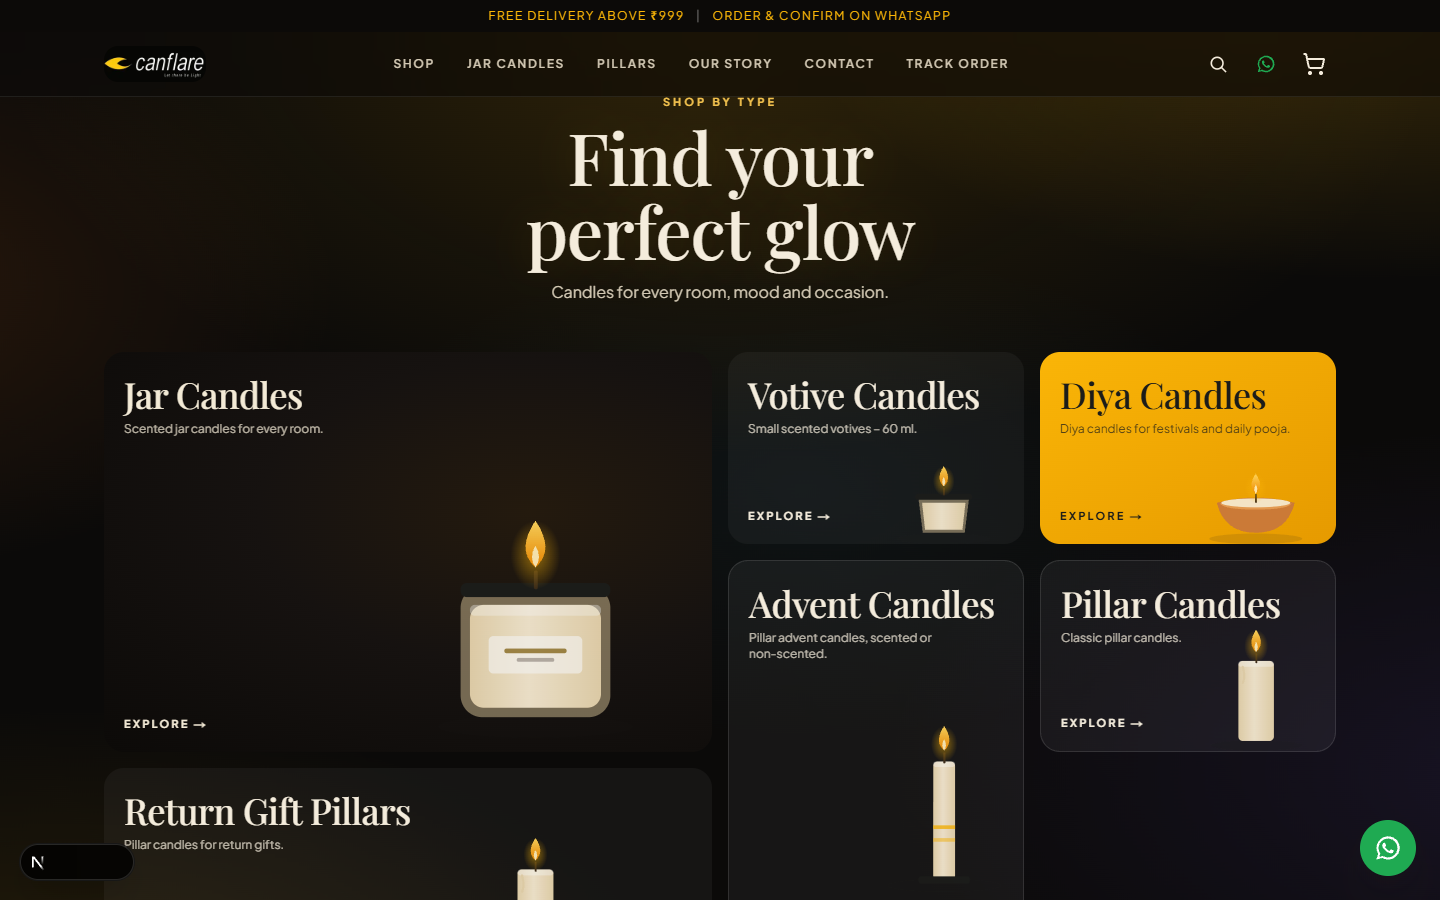 FREE DELIVERY ABOVE ₹999 | ORDER & CONFIRM ON WHATSAPP
canflare
Let there be Light
SHOP
JAR CANDLES
PILLARS
OUR STORY
CONTACT
TRACK ORDER
SHOP BY TYPE
Find your
perfect glow
Candles for every room, mood and occasion.
Jar Candles
Scented jar candles for every room.
EXPLORE →
Votive Candles
Small scented votives – 60 ml.
EXPLORE →
Diya Candles
Diya candles for festivals and daily pooja.
EXPLORE →
Advent Candles
Pillar advent candles, scented or
non-scented.
Pillar Candles
Classic pillar candles.
EXPLORE →
Return Gift Pillars
Pillar candles for return gifts.
N